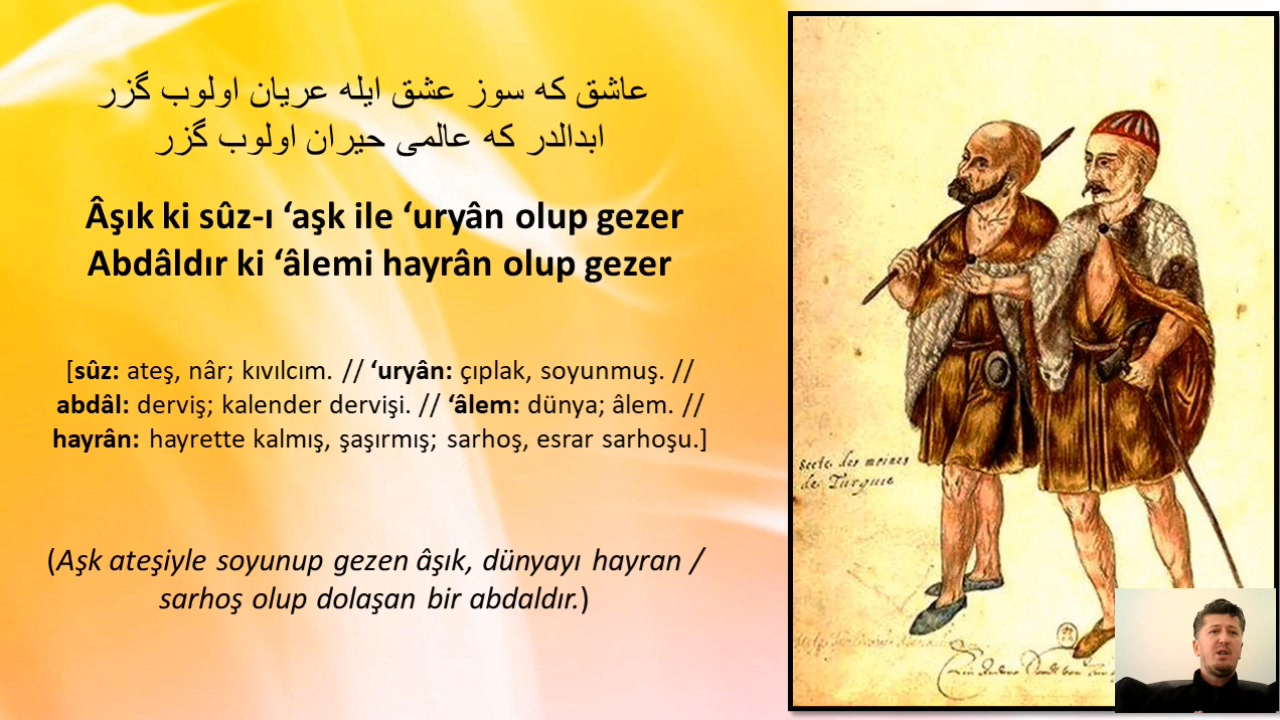 عاشق که سوز عشق ایله عریان اولوب گزر
ابدالدر که عالمی حیران اولوب گزر
Âşık ki sûz-ı ‘aşk ile ‘uryân olup gezer
Abdâldır ki ‘âlemi hayrân olup gezer
[sûz: ateş, nâr; kıvılcım. // ‘uryân: çıplak, soyunmuş. //
abdâl: derviş; kalender dervişi. // ‘âlem: dünya; âlem. //
hayrân: hayrette kalmış, şaşırmış; sarhoş, esrar sarhoşu.]
(Aşk ateşiyle soyunup gezen âşık, dünyayı hayran /
sarhoş olup dolaşan bir abdaldır.)
Secte des moines
de Turquie